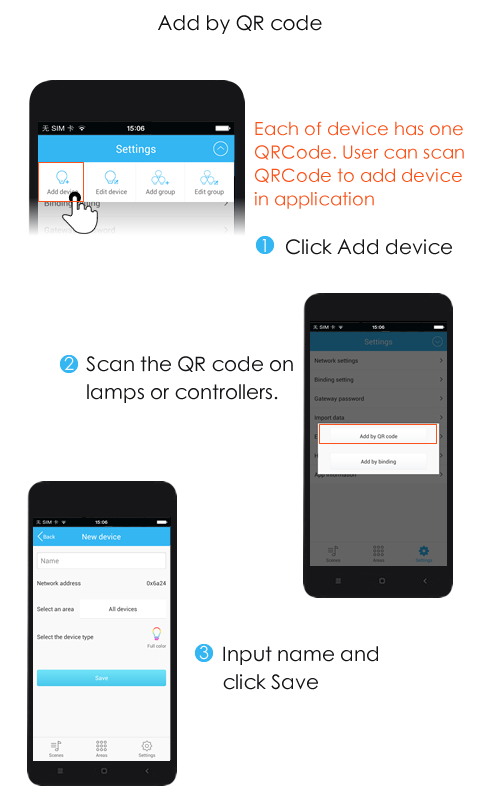 Add by QR code
无 SIM 卡 15:06
Settings
Add device Edit device Add group Edit group
Binding setting
Gateway password
Each of device has one
QRCode. User can scan
QRCode to add device
in application
1 Click Add device
无 SIM 卡 15:06
Settings
Network settings
Binding setting
Gateway password
Import data
Add by QR code
Add by binding
App information
Scenes Areas Settings
2 Scan the QR code on
lamps or controllers.
无 SIM 卡 15:06
Back New device
Name
Network address 0x6a24
Select an area All devices
Select the device type
Full color
Save
Scenes Areas Settings
3 Input name and
click Save